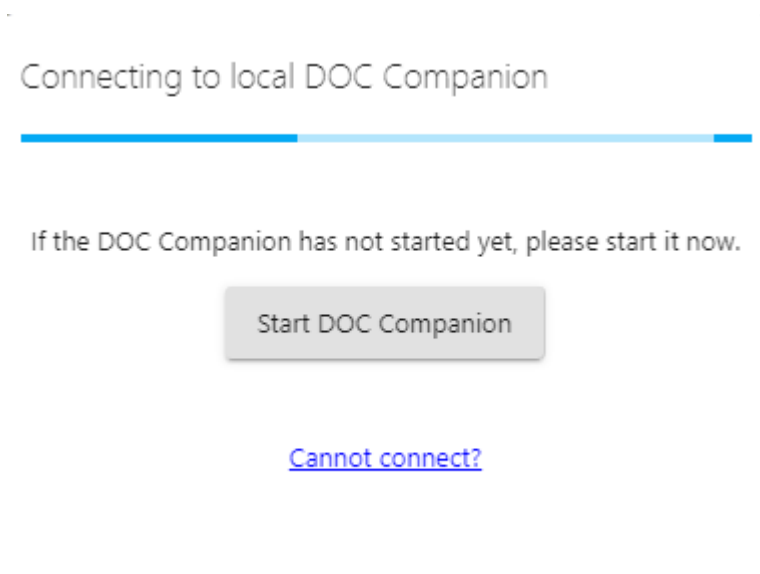 Connecting to local DOC Companion
If the DOC Companion has not started yet, please start it now.
Start DOC Companion
Cannot connect?